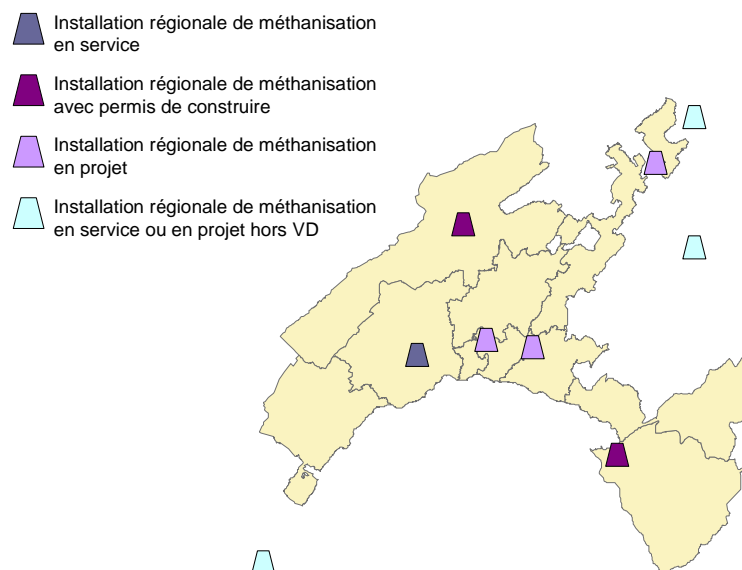 Installation régionale de méthanisation
en service
Installation régionale de méthanisation
avec permis de construire
Installation régionale de méthanisation
en projet
Installation régionale de méthanisation
en service ou en projet hors VD